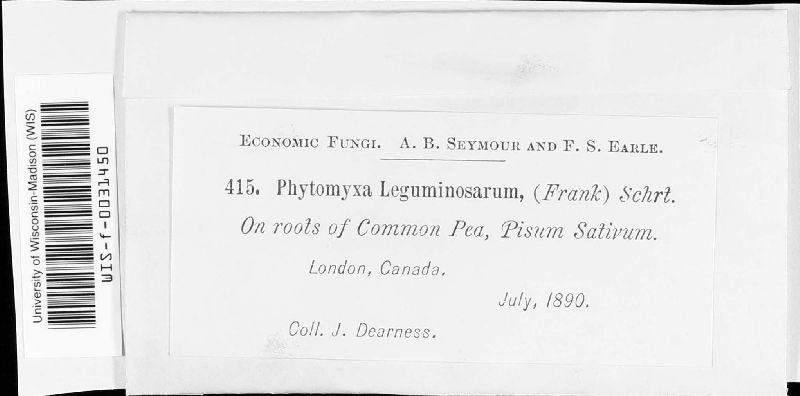 University of Wisconsin-Madison (WIS)
WIS-f-0031450
ECONOMIC FUNGI. A. B. SEYMOUR AND F. S. EARLE.
415. Phytomyxa Leguminosarum, (Frank) Schrt.
On roots of Common Pea, Pisum Sativum.
London, Canada.
July, 1890.
Coll. J. Dearness.